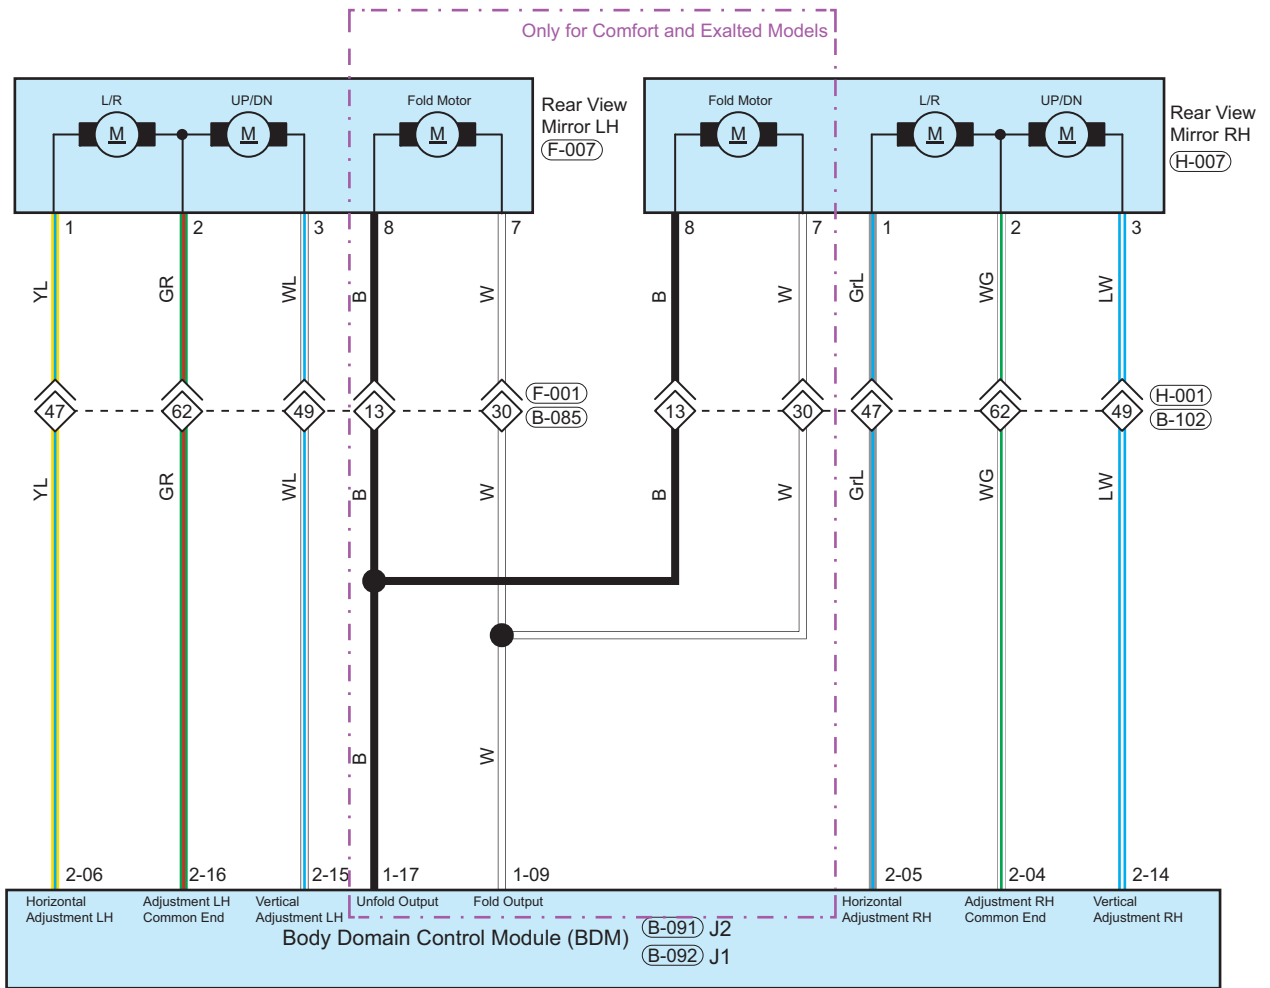 Only for Comfort and Exalted Models
L/R
UP/DN
Fold Motor
M
M
M
Rear View
Mirror LH
F-007
Fold Motor
L/R
UP/DN
M
M
M
Rear View
Mirror RH
H-007
1
2
3
8
7
8
7
1
2
3
YL
GR
WL
B
W
B
W
GrL
WG
LW
47
62
49
13
30
F-001
B-085
13
30
47
62
49
H-001
B-102
YL
GR
WL
B
W
B
W
GrL
WG
LW
B
W
2-06
2-16
2-15
1-17
1-09
2-05
2-04
2-14
Horizontal
Adjustment LH
Adjustment LH
Common End
Vertical
Adjustment LH
Unfold Output
Fold Output
Horizontal
Adjustment RH
Adjustment RH
Common End
Vertical
Adjustment RH
Body Domain Control Module (BDM)
B-091 J2
B-092 J1